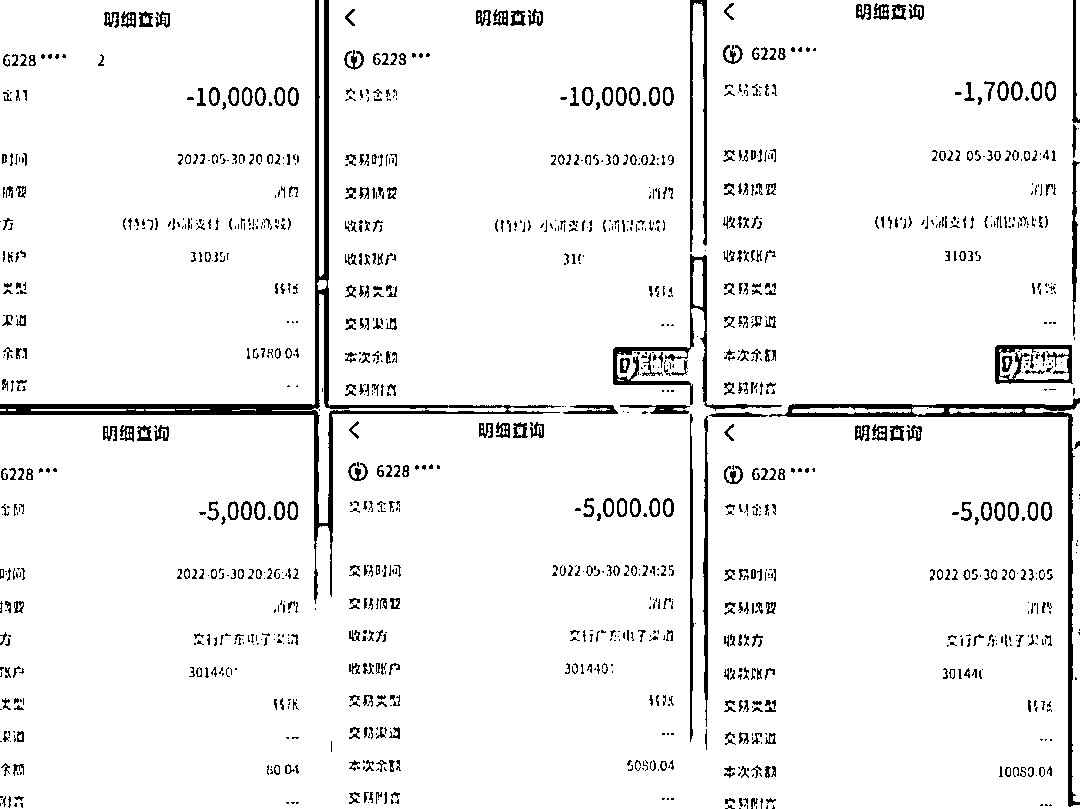 明细查询
6228 **** 2
金额 -10,000.00
时间 2022-05-30 20:02:19
摘要 消费
方 (特约) 小浦支付 (浦银商城)
账户 31035
类型 转账
渠道 ---
余额 16780.04
附言 ---
明细查询
6228 ***
交易金额 -10,000.00
交易时间 2022-05-30 20:02:19
交易摘要 消费
收款方 (特约) 小浦支付 (浦银商城)
收款账户 310
交易类型 转账
交易渠道 ---
本次余额
交易附言 ---
明细查询
6228 ****
交易金额 -1,700.00
交易时间 2022-05-30 20:02:41
交易摘要 消费
收款方 (特约) 小浦支付 (浦银商城)
收款账户 31035
交易类型 转账
交易渠道 ---
本次余额
交易附言 ---
明细查询
6228 ***
金额 -5,000.00
时间 2022-05-30 20:26:42
摘要 消费
方 交行广东电子渠道
账户 301440
类型 转账
渠道 ---
余额 80.04
附言 ---
明细查询
6228 ****
交易金额 -5,000.00
交易时间 2022-05-30 20:24:25
交易摘要 消费
收款方 交行广东电子渠道
收款账户 301440
交易类型 转账
交易渠道 ---
本次余额 5080.04
交易附言 ---
明细查询
6228 ****
交易金额 -5,000.00
交易时间 2022-05-30 20:23:05
交易摘要 消费
收款方 交行广东电子渠道
收款账户 30144
交易类型 转账
交易渠道 ---
本次余额 10080.04
交易附言 ---